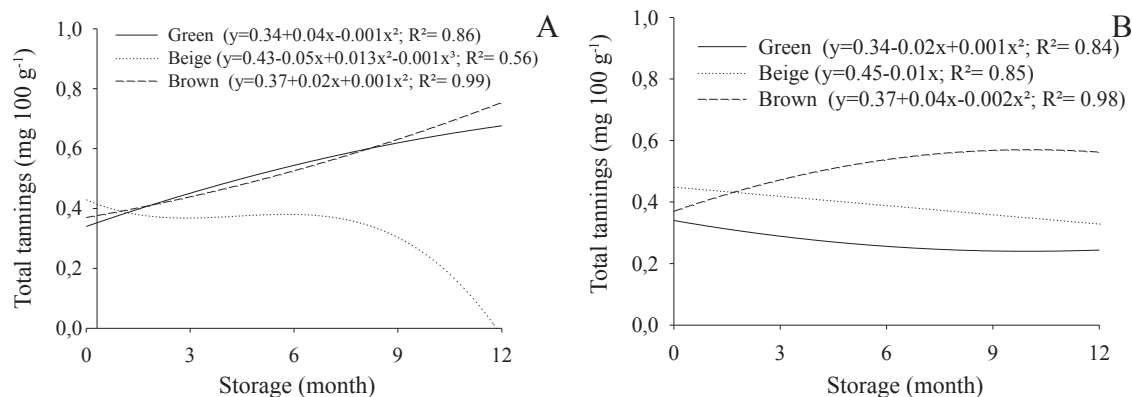 A
1,0
Green (y=0.34+0.04x-0.001x²; R²= 0.86)
Beige (y=0.43-0.05x+0.013x²-0.001x³; R²= 0.56)
Brown (y=0.37+0.02x+0.001x²; R²= 0.99)
0,8
0,6
0,4
0,2
0,0
Total tannings (mg 100 g⁻¹)
0 3 6 9 12
Storage (month)
B
1,0
Green (y=0.34-0.02x+0.001x²; R²= 0.84)
Beige (y=0.45-0.01x; R²= 0.85)
Brown (y=0.37+0.04x-0.002x²; R²= 0.98)
0,8
0,6
0,4
0,2
0,0
Total tannings (mg 100 g⁻¹)
0 3 6 9 12
Storage (month)